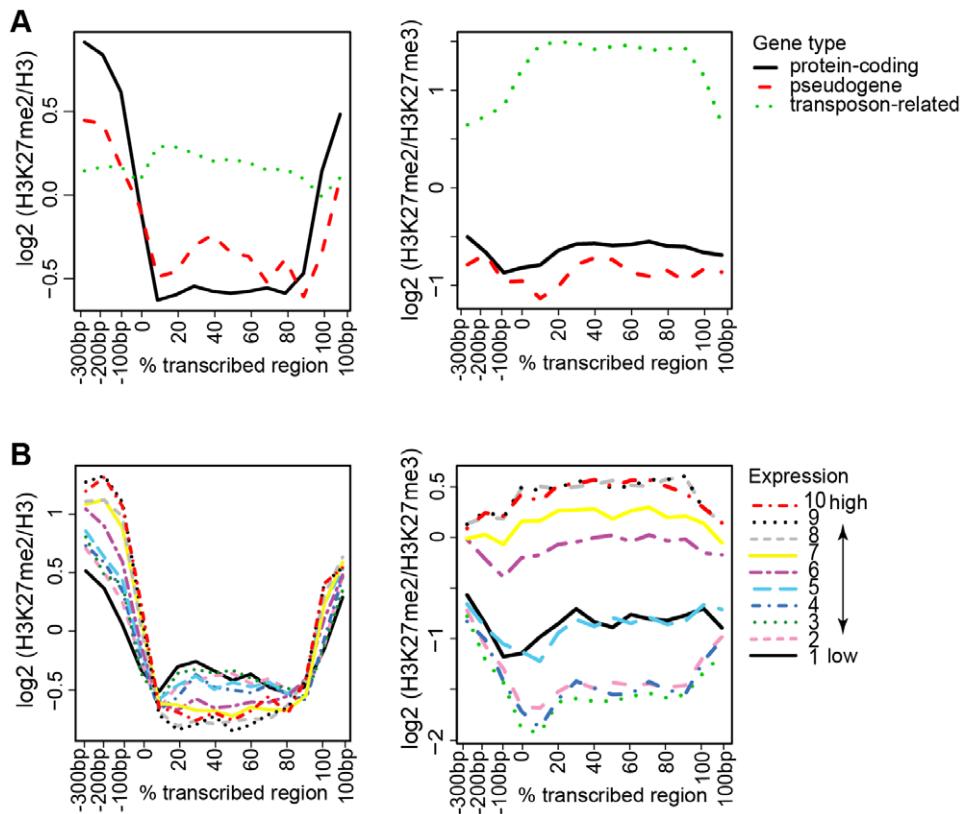 A
log2 (H3K27me2/H3)
0.5
0.0
−0.5
-300bp
-200bp
-100bp
0
20
40
60
80
100
100bp
% transcribed region
log2 (H3K27me2/H3K27me3)
1
0
−1
-300bp
-200bp
-100bp
0
20
40
60
80
100
100bp
% transcribed region
Gene type
protein-coding
pseudogene
transposon-related
B
log2 (H3K27me2/H3)
1
0.5
0
−0.5
-300bp
-200bp
-100bp
0
20
60
80
100
100bp
% transcribed region
log2 (H3K27me2/H3K27me3)
0.5
0
−1
−2
-300bp
-200bp
-100bp
0
20
40
60
80
100
100bp
% transcribed region
Expression
10 high
9
8
7
6
5
4
3
2
1 low